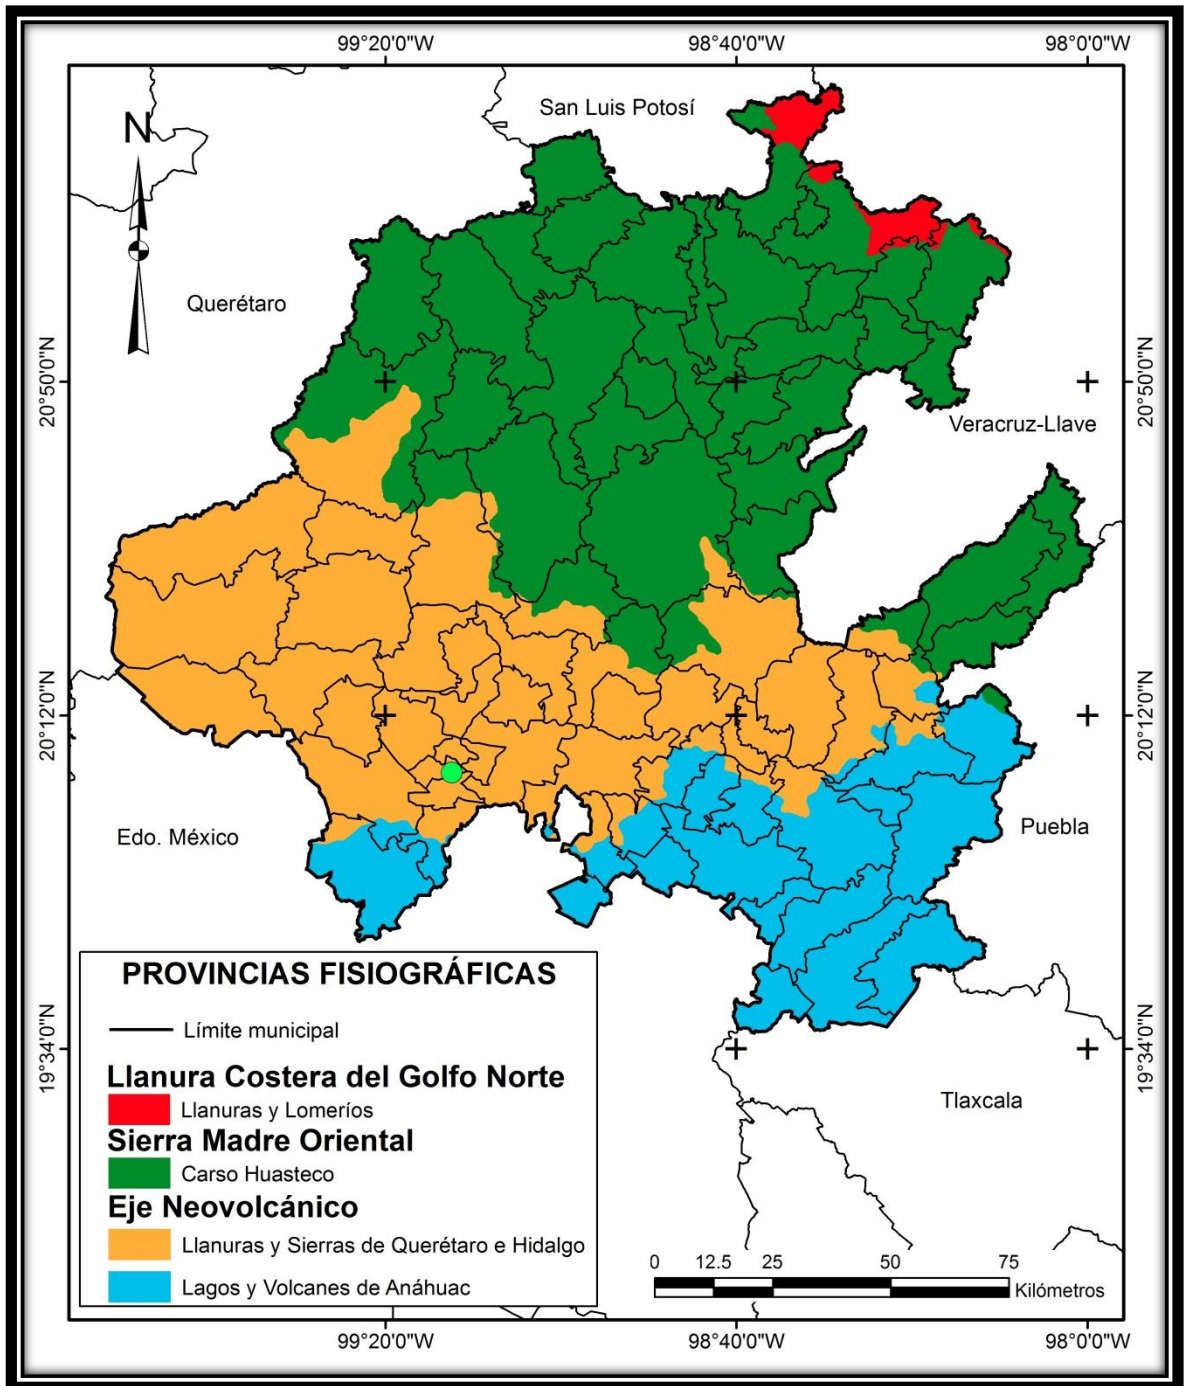 99°20'0"W
98°40'0"W
98°0'0"W
San Luis Potosí
N
Querétaro
20°50'0"N
20°50'0"N
Veracruz-Llave
20°12'0"N
20°12'0"N
Edo. México
Puebla
PROVINCIAS FISIOGRÁFICAS
Límite municipal
19°34'0"N
19°34'0"N
Llanura Costera del Golfo Norte
Llanuras y Lomeríos
Tlaxcala
Sierra Madre Oriental
Carso Huasteco
Eje Neovolcánico
Llanuras y Sierras de Querétaro e Hidalgo
Lagos y Volcanes de Anáhuac
0 12.5 25 50 75
Kilómetros
99°20'0"W
98°40'0"W
98°0'0"W